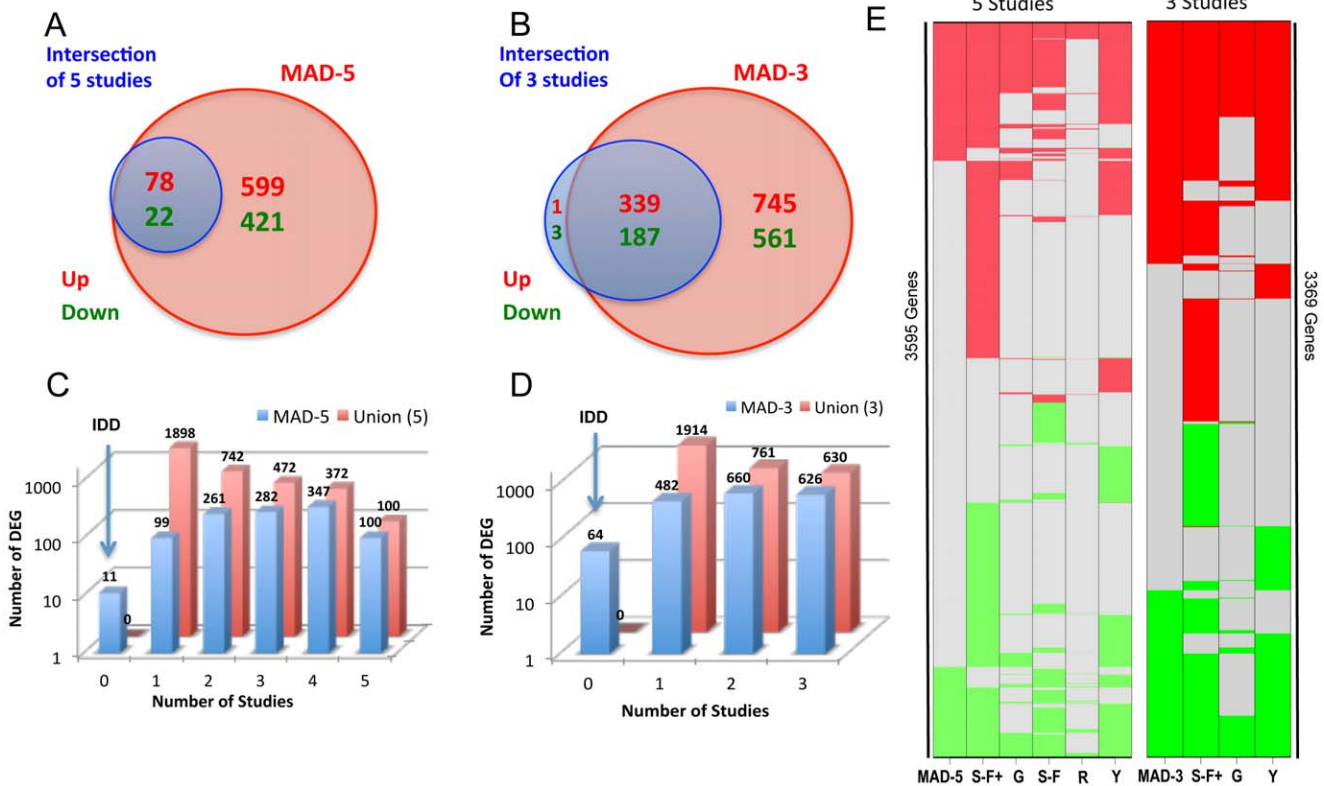 A
Intersection
of 5 studies
MAD-5
78
22
599
421
Up
Down
B
Intersection
Of 3 studies
MAD-3
1
3
339
187
745
561
Up
Down
C
IDD
MAD-5
Union (5)
1898
742
472
372
100
11
0
99
261
282
347
100
1000
100
10
1
Number of DEG
0
1
2
3
4
5
Number of Studies
D
IDD
MAD-3
Union (3)
1914
761
630
64
0
482
660
626
1000
100
10
1
Number of DEG
0
1
2
3
Number of Studies
E
5 Studies
3 Studies
3595 Genes
3369 Genes
MAD-5 S-F+ G S-F R Y
MAD-3 S-F+ G Y